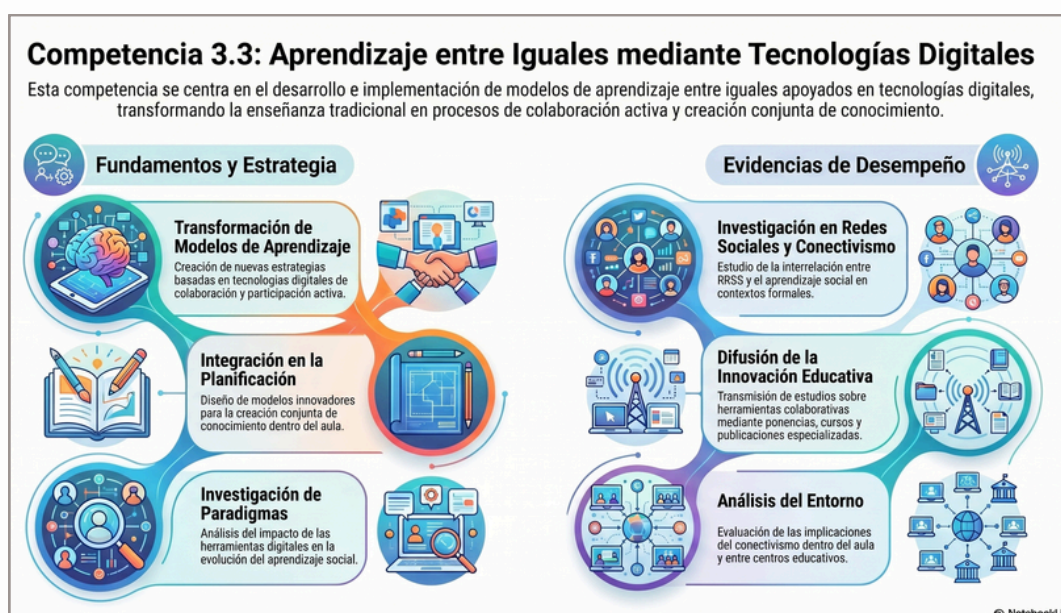 Competencia 3.3: Aprendizaje entre Iguales mediante Tecnologías Digitales
Esta competencia se centra en el desarrollo e implementación de modelos de aprendizaje entre iguales apoyados en tecnologías digitales,
transformando la enseñanza tradicional en procesos de colaboración activa y creación conjunta de conocimiento.
Fundamentos y Estrategia
Transformación de
Modelos de Aprendizaje
Creación de nuevas estrategias
basadas en tecnologías digitales de
colaboración y participación activa.
Integración en la
Planificación
Diseño de modelos innovadores
para la creación conjunta de
conocimiento dentro del aula.
Investigación de
Paradigmas
Análisis del impacto de las
herramientas digitales en la
evolución del aprendizaje social.
Evidencias de Desempeño
Investigación en Redes
Sociales y Conectivismo
Estudio de la interrelación entre
RRSS y el aprendizaje social en
contextos formales.
Difusión de la
Innovación Educativa
Transmisión de estudios sobre
herramientas colaborativas
mediante ponencias, cursos y
publicaciones especializadas.
Análisis del Entorno
Evaluación de las implicaciones
del conectivismo dentro del aula
y entre centros educativos.